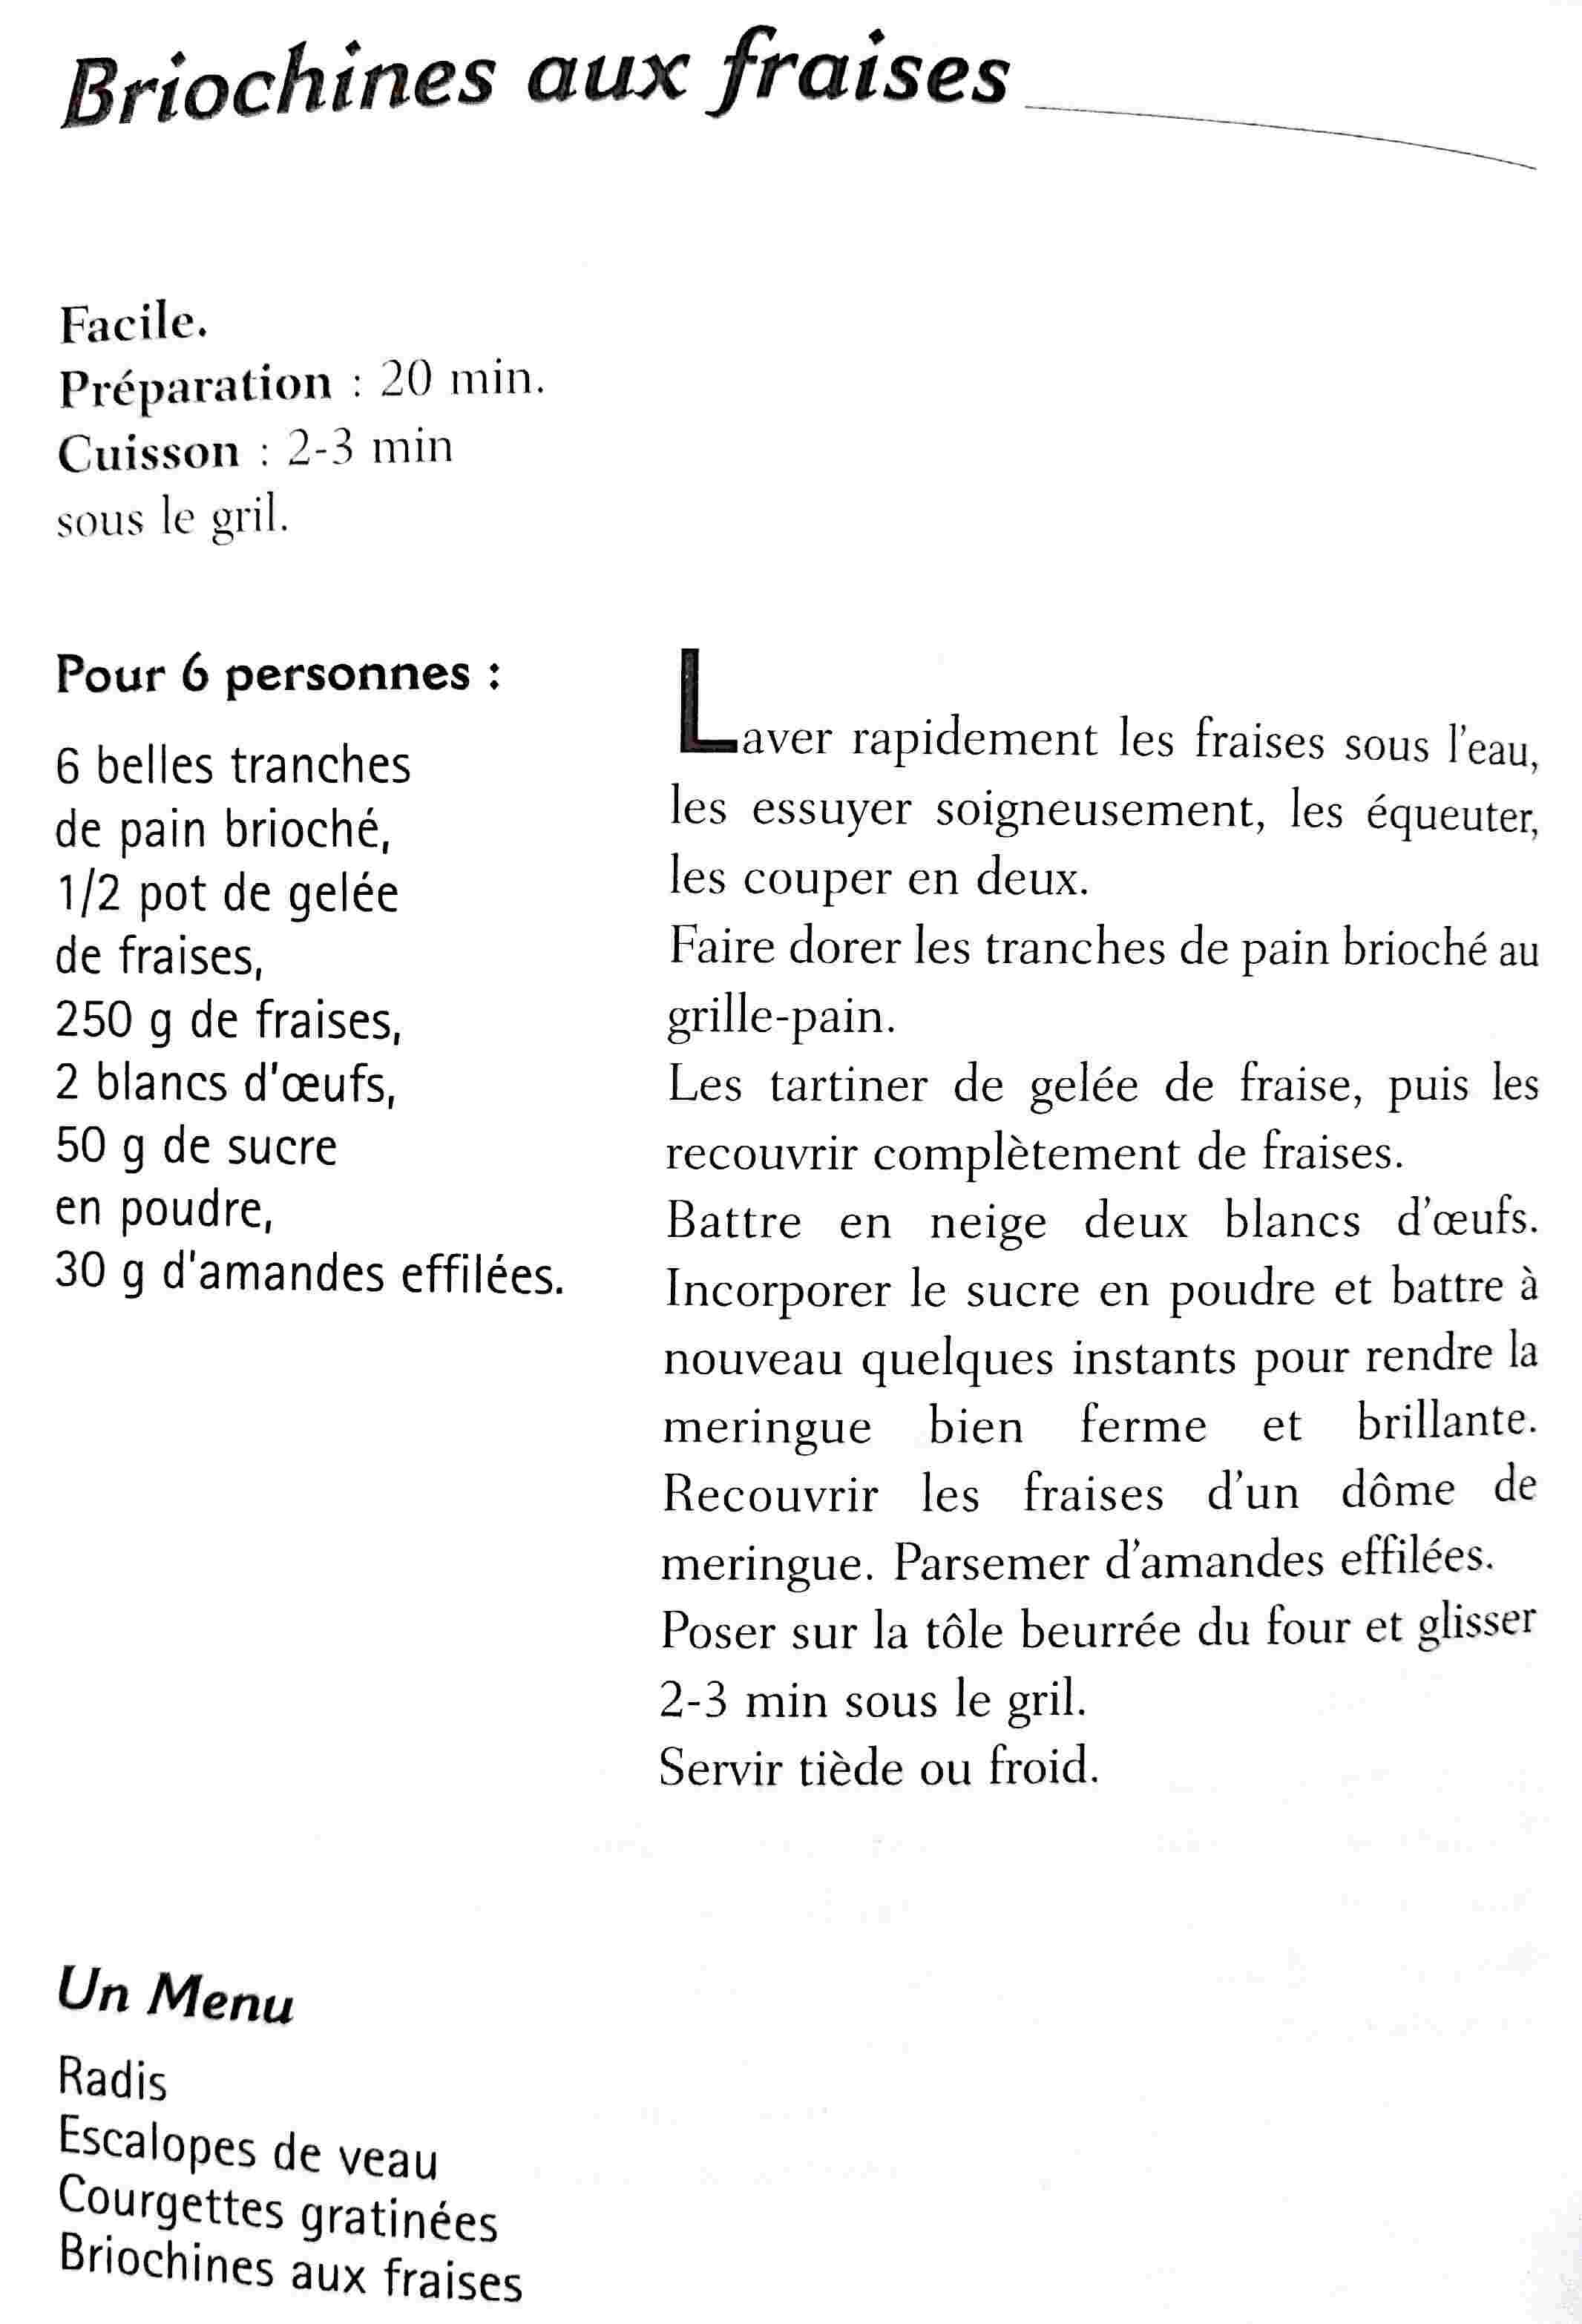 Briochines aux fraises
Facile.
Préparation : 20 min.
Cuisson : 2-3 min
sous le gril.
Pour 6 personnes :
6 belles tranches
de pain brioché,
1/2 pot de gelée
de fraises,
250 g de fraises,
2 blancs d'œufs,
50 g de sucre
en poudre,
30 g d'amandes effilées.
Laver rapidement les fraises sous l'eau,
les essuyer soigneusement, les équeuter,
les couper en deux.
Faire dorer les tranches de pain brioché au
grille-pain.
Les tartiner de gelée de fraise, puis les
recouvrir complètement de fraises.
Battre en neige deux blancs d'œufs.
Incorporer le sucre en poudre et battre à
nouveau quelques instants pour rendre la
meringue bien ferme et brillante.
Recouvrir les fraises d'un dôme de
meringue. Parsemer d'amandes effilées.
Poser sur la tôle beurrée du four et glisser
2-3 min sous le gril.
Servir tiède ou froid.
Un Menu
Radis
Escalopes de veau
Courgettes gratinées
Briochines aux fraises